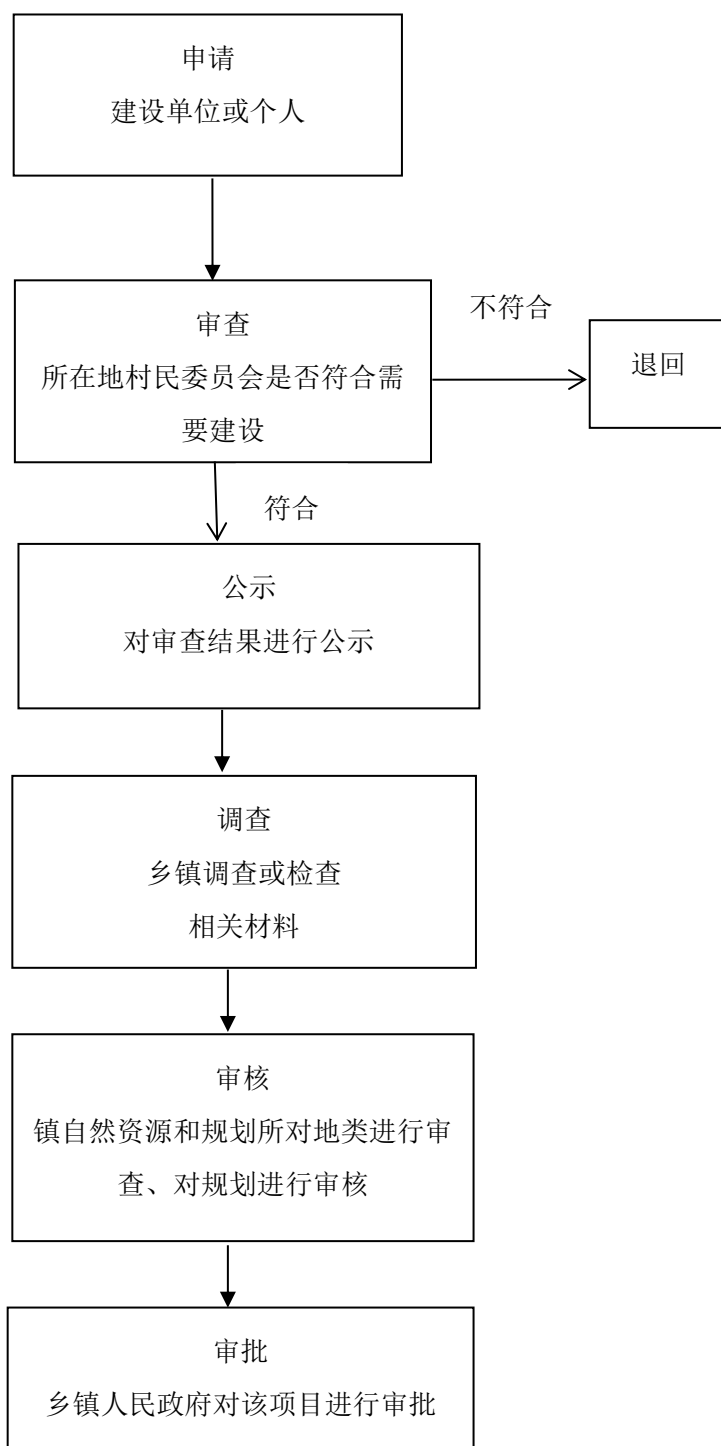 申请
建设单位或个人
审查
所在地村民委员会是否符合需
要建设
不符合
退回
符合
公示
对审查结果进行公示
调查
乡镇调查或检查
相关材料
审核
镇自然资源和规划所对地类进行审
查、对规划进行审核
审批
乡镇人民政府对该项目进行审批